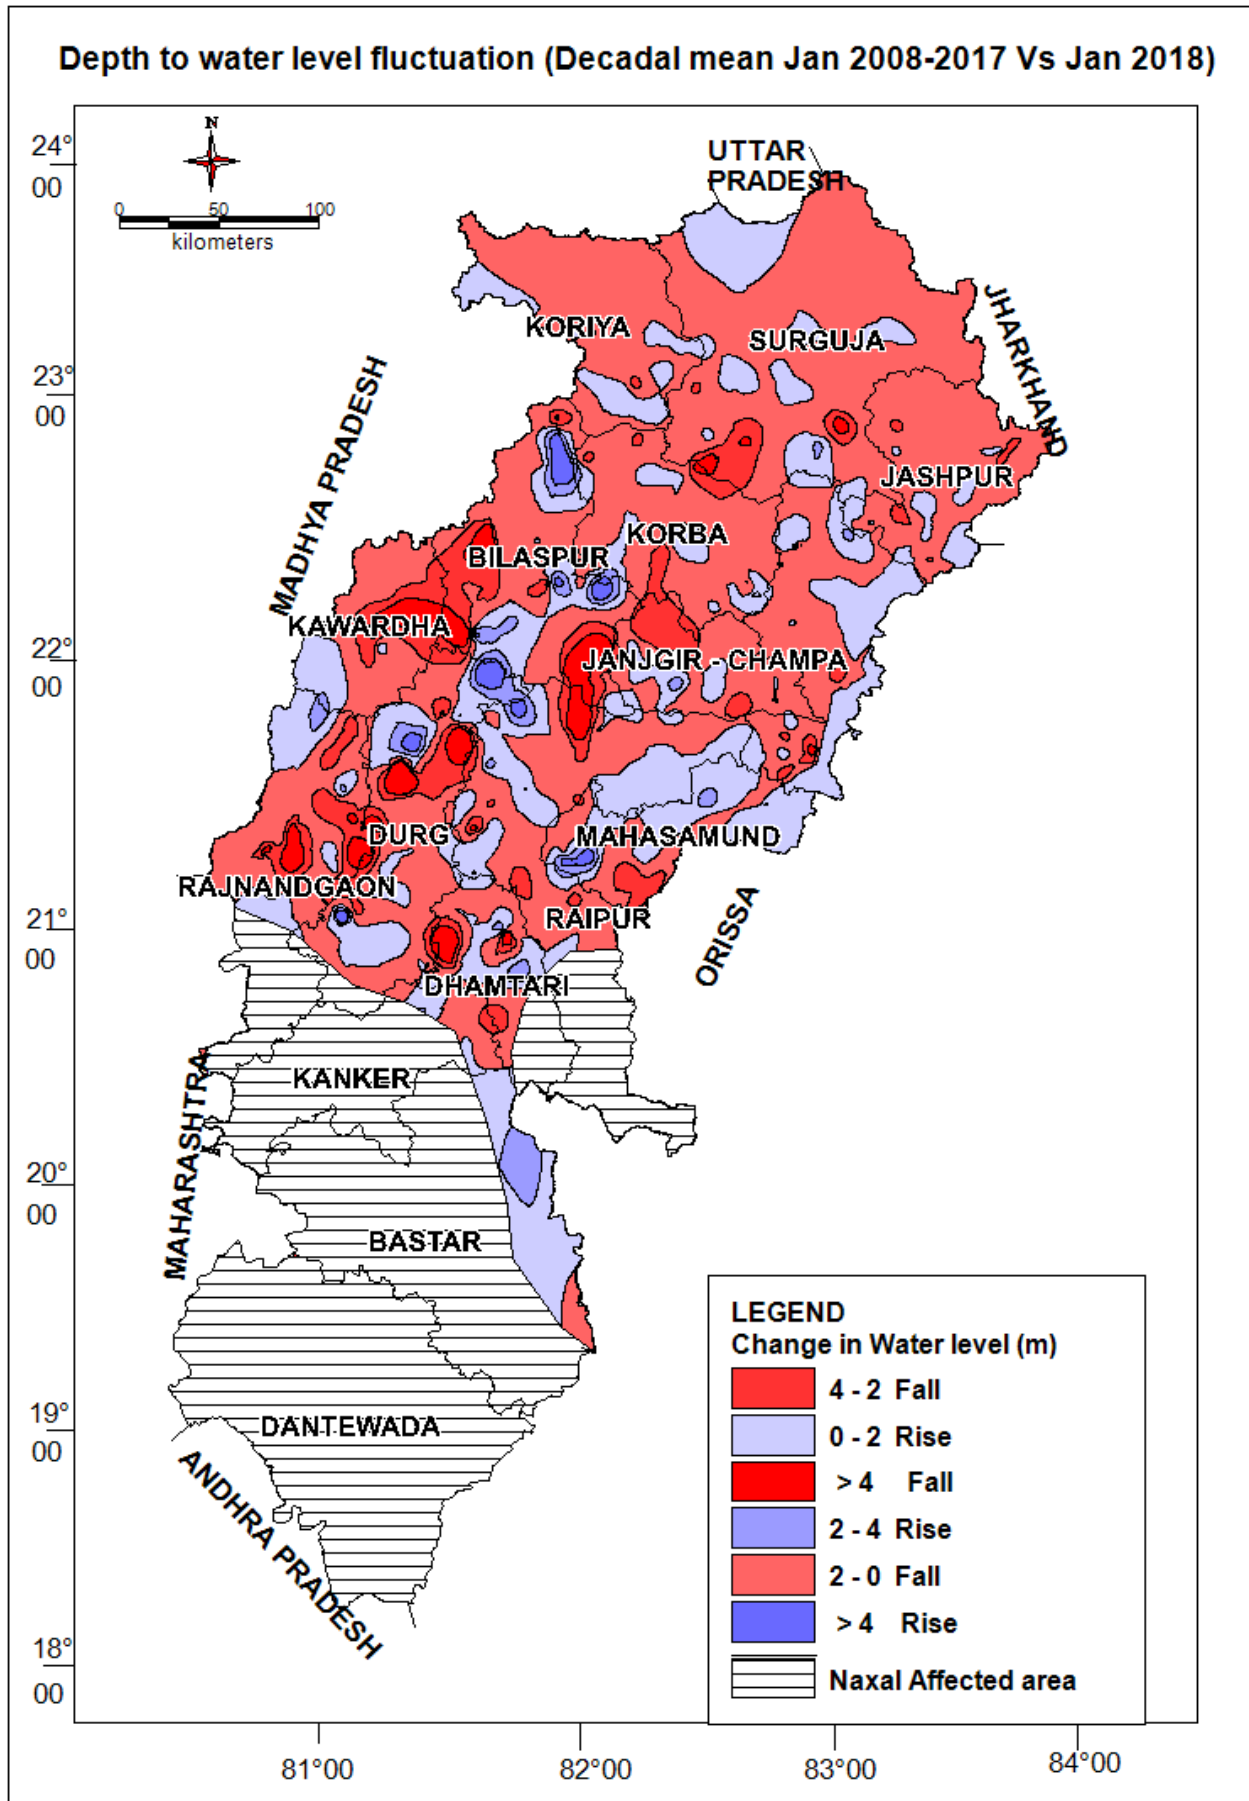 Depth to water level fluctuation (Decadal mean Jan 2008-2017 Vs Jan 2018)
N
0 50 100
kilometers
24°
00
23°
00
22°
00
21°
00
20°
00
19°
00
18°
00
81°00
82°00
83°00
84°00
UTTAR
PRADESH
JHARKHAND
MADHYA PRADESH
ORISSA
MAHARASHTRA
ANDHRA PRADESH
KORIYA
SURGUJA
JASHPUR
KORBA
BILASPUR
KAWARDHA
JANJGIR - CHAMPA
DURG
MAHASAMUND
RAJNANDGAON
RAIPUR
DHAMTARI
KANKER
BASTAR
DANTEWADA
LEGEND
Change in Water level (m)
4 - 2 Fall
0 - 2 Rise
> 4 Fall
2 - 4 Rise
2 - 0 Fall
> 4 Rise
Naxal Affected area